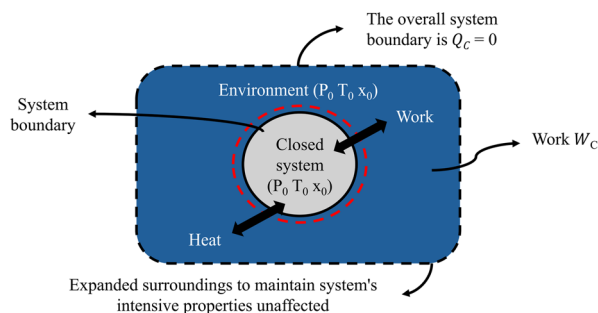 The overall system
boundary is Q_C = 0
Environment (P₀ T₀ x₀)
System
boundary
Work
Closed
system
(P₀ T₀ x₀)
Work W_C
Heat
Expanded surroundings to maintain system's
intensive properties unaffected